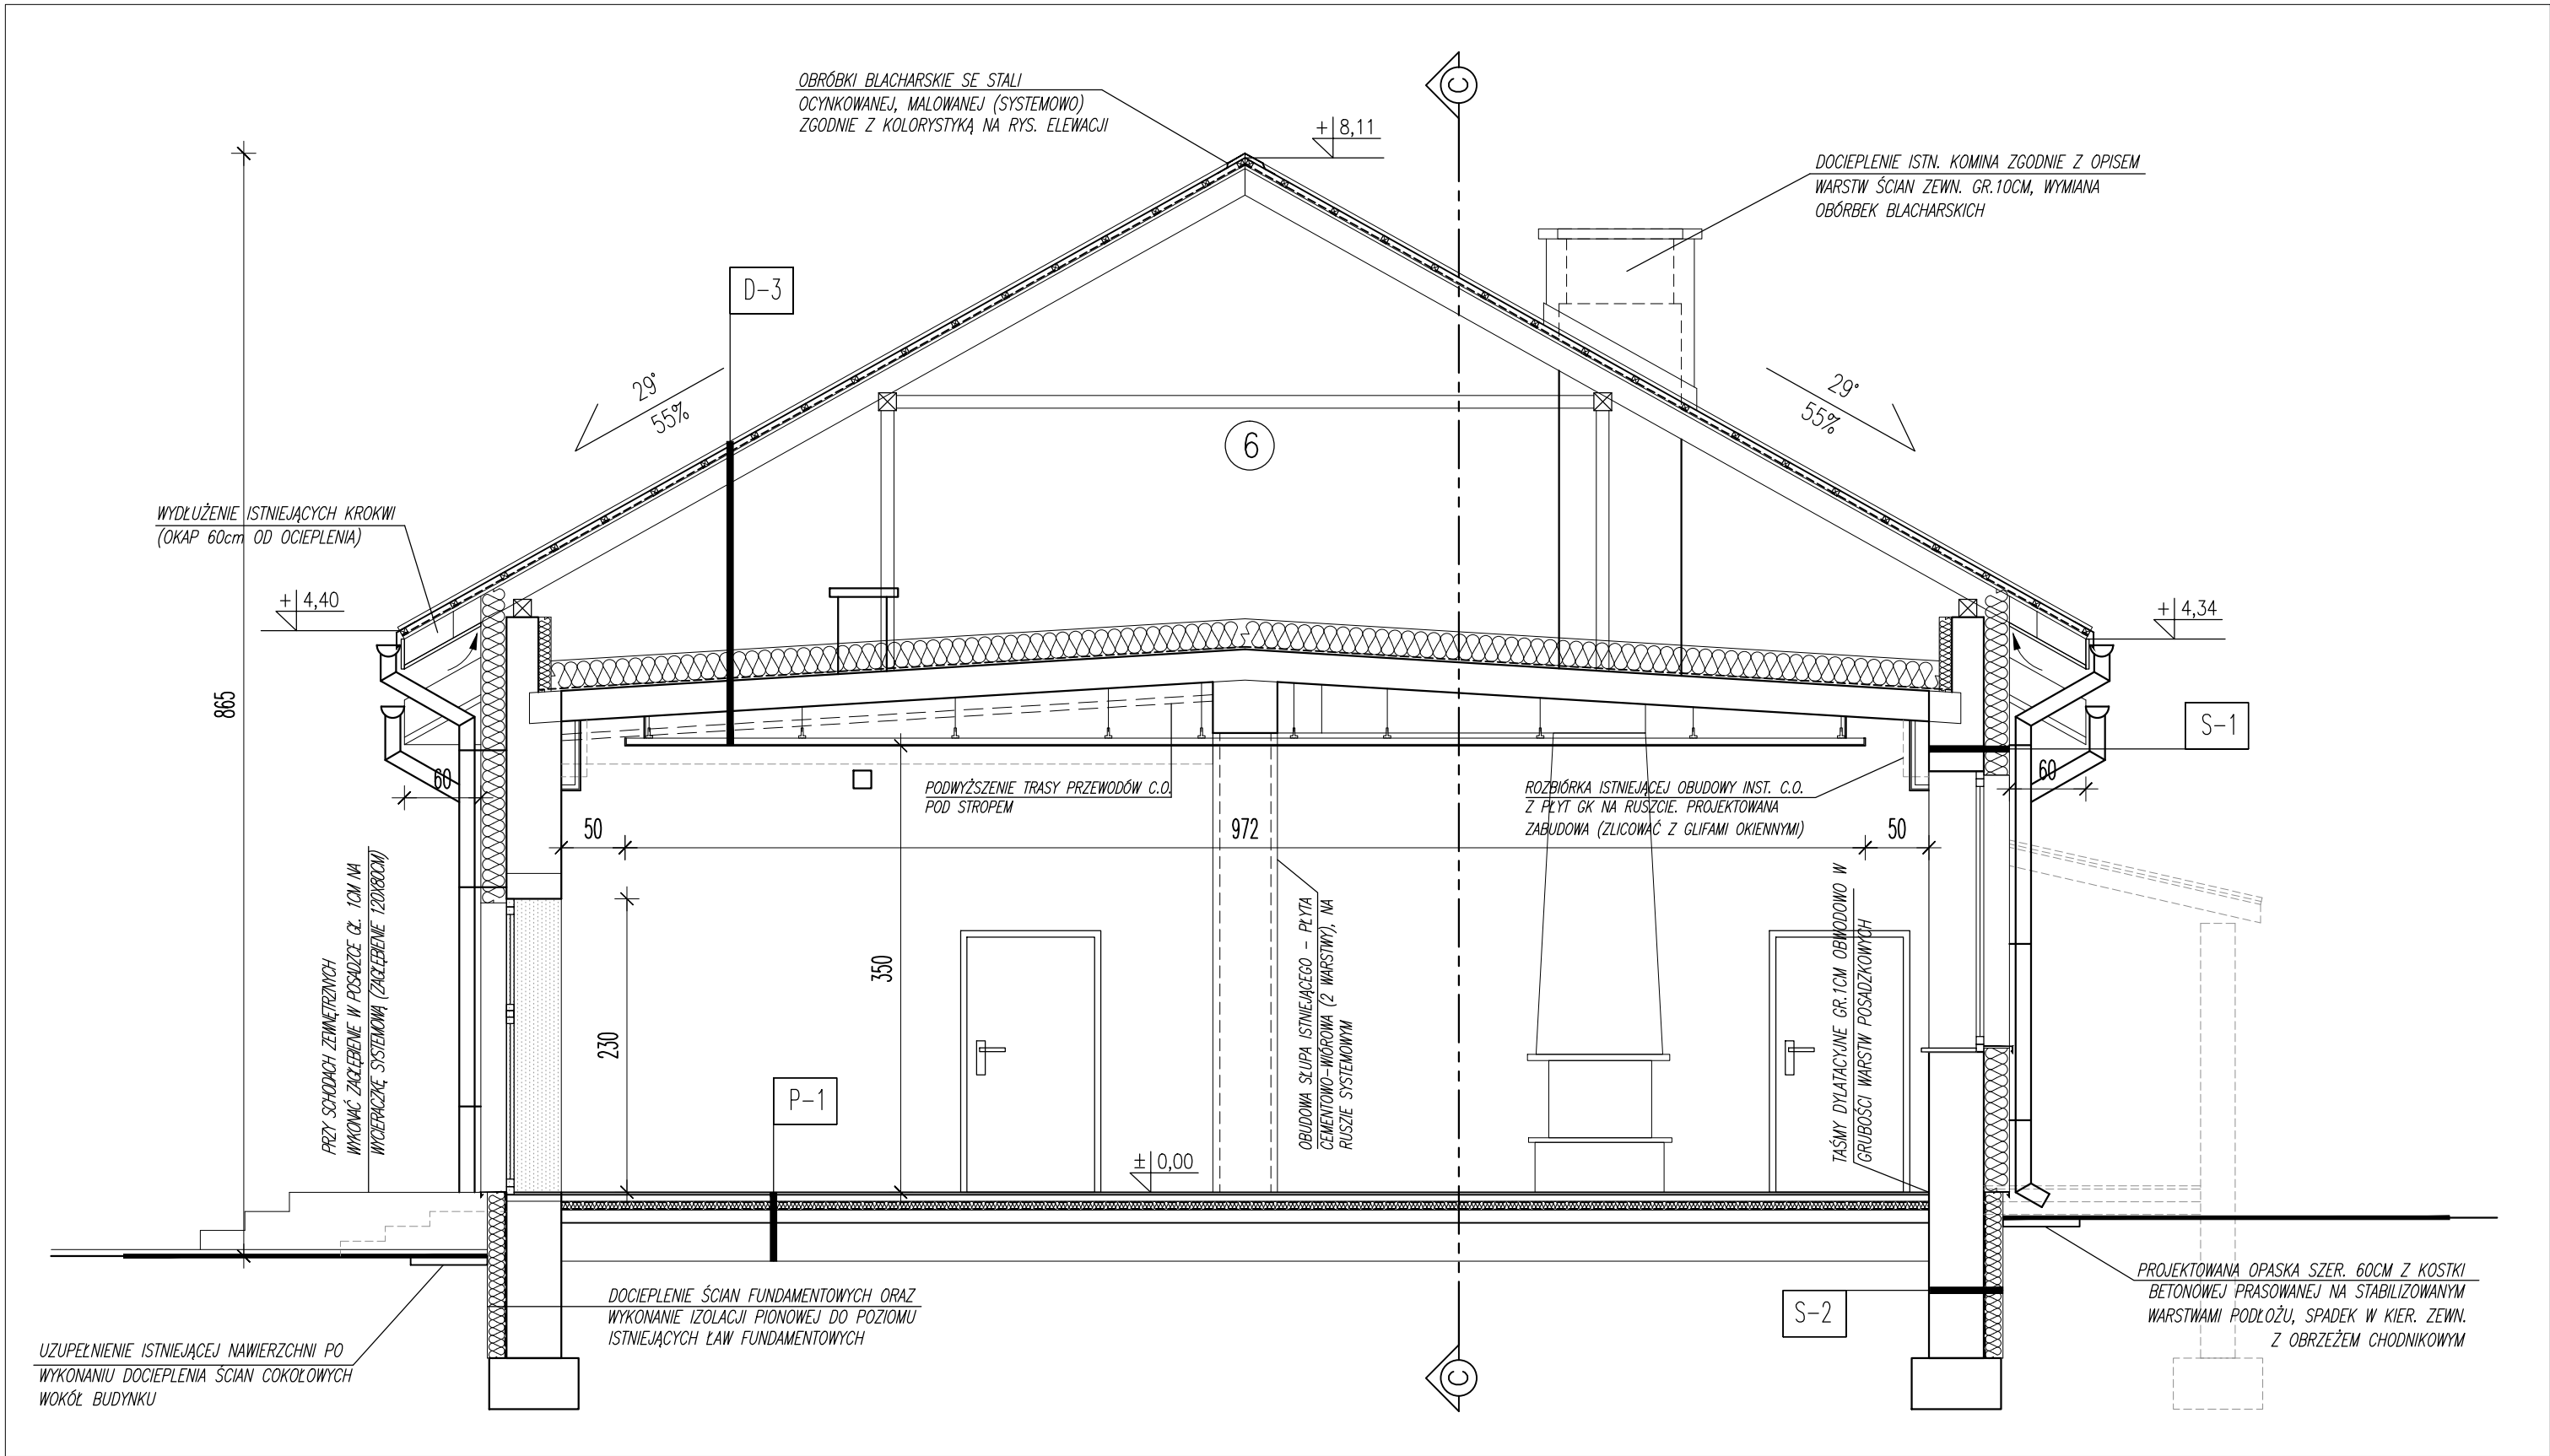 OBRÓBKI BLACHARSKIE SE STALI
OCYNKOWANEJ, MALOWANEJ (SYSTEMOWO)
ZGODNIE Z KOLORYSTYKĄ NA RYS. ELEWACJI
C
+ 8,11
DOCIEPLENIE ISTN. KOMINA ZGODNIE Z OPISEM
WARSTW ŚCIAN ZEWN. GR.10CM, WYMIANA
OBÓRBEK BLACHARSKICH
D-3
29°
55%
29°
55%
6
WYDŁUŻENIE ISTNIEJĄCYCH KROKWI
(OKAP 60cm OD OCIEPLENIA)
+ 4,40
+ 4,34
865
S-1
60
60
PODWYŻSZENIE TRASY PRZEWODÓW C.O.
POD STROPEM
ROZBIÓRKA ISTNIEJĄCEJ OBUDOWY INST. C.O.
Z PŁYT GK NA RUSZCIE. PROJEKTOWANA
ZABUDOWA (ZLICOWAĆ Z GLIFAMI OKIENNYMI)
50
972
50
PRZY SCHODACH ZEWNĘTRZNYCH
WYKONAĆ ZAGŁĘBIENIE W POSADZCE GŁ. 1CM NA
WYCIERACZKĘ SYSTEMOWĄ (ZAGŁĘBIENIE 120X80CM)
230
350
OBUDOWA SŁUPA ISTNIEJĄCEGO - PŁYTA
CEMENTOWO-WIÓROWA (2 WARSTWY), NA
RUSZIE SYSTEMOWYM
TAŚMY DYLATACYJNE GR.1CM OBWODOWO W
GRUBOŚCI WARSTW POSADZKOWYCH
P-1
± 0,00
DOCIEPLENIE ŚCIAN FUNDAMENTOWYCH ORAZ
WYKONANIE IZOLACJI PIONOWEJ DO POZIOMU
ISTNIEJĄCYCH ŁAW FUNDAMENTOWYCH
S-2
PROJEKTOWANA OPASKA SZER. 60CM Z KOSTKI
BETONOWEJ PRASOWANEJ NA STABILIZOWANYM
WARSTWAMI PODŁOŻU, SPADEK W KIER. ZEWN.
Z OBRZEŻEM CHODNIKOWYM
UZUPEŁNIENIE ISTNIEJĄCEJ NAWIERZCHNI PO
WYKONANIU DOCIEPLENIA ŚCIAN COKOŁOWYCH
WOKÓŁ BUDYNKU
C